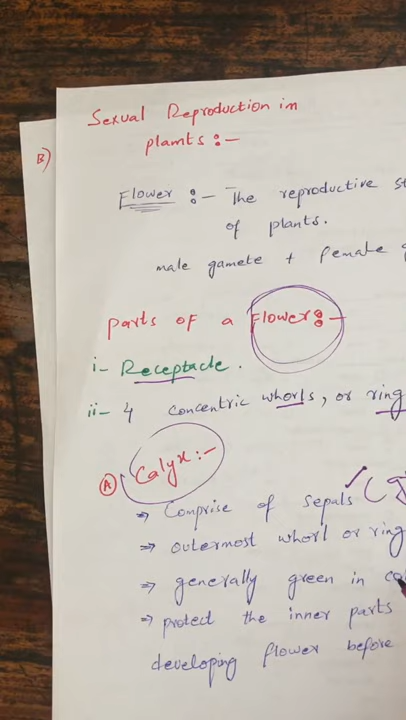 Sexual Reproduction in
plants :-
B)
Flower :- The reproductive
of plants.
male gamete + female
parts of a Flower :-
i- Receptacle.
ii- 4 concentric whorls, or ring
A Calyx :-
⇒ Comprise of sepals
⇒ outermost whorl or ring
⇒ generally green in
⇒ protect the inner parts
developing flower before